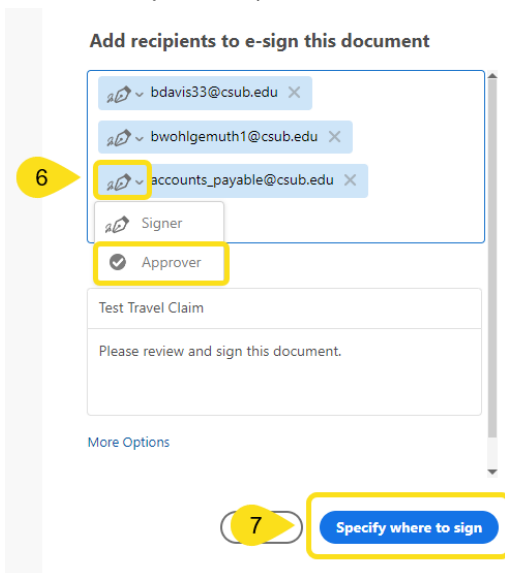 Add recipients to e-sign this document
bdavis33@csub.edu
bwohlgemuth1@csub.edu
6
accounts_payable@csub.edu
Signer
Approver
Test Travel Claim
Please review and sign this document.
More Options
7
Specify where to sign